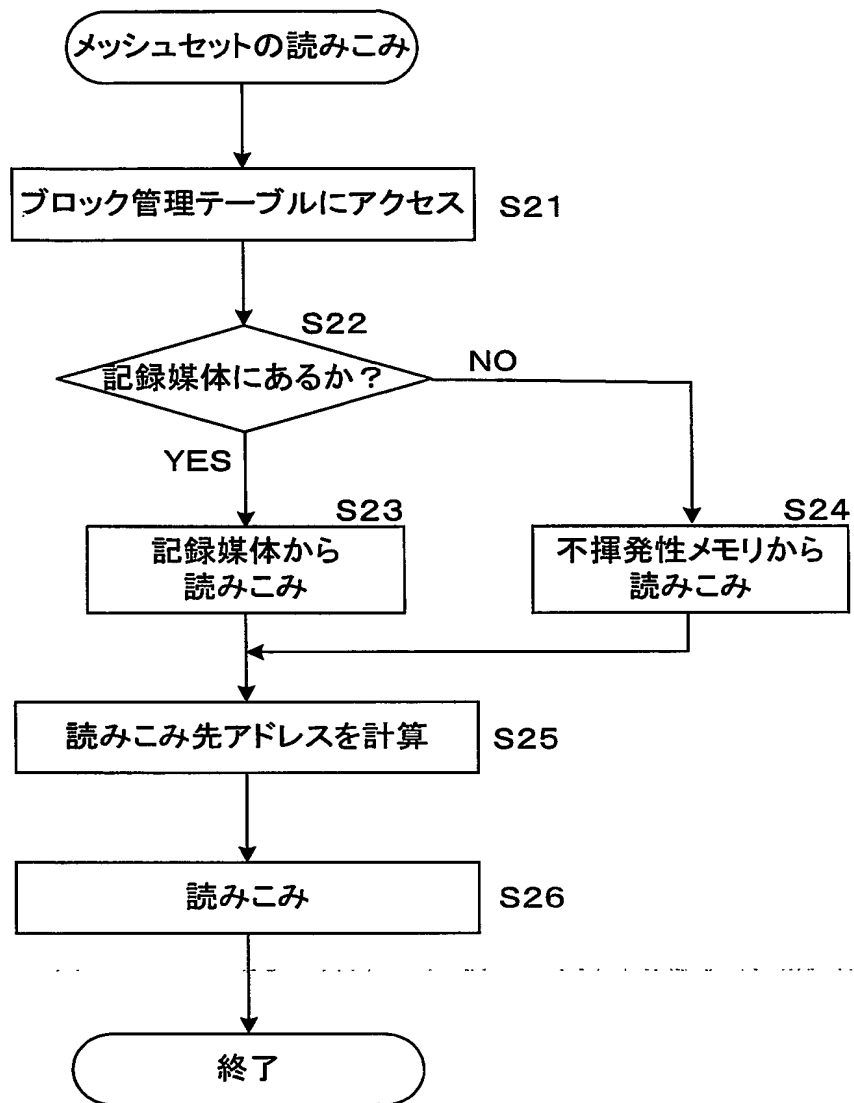 メッシュセットの読みこみ
ブロック管理テーブルにアクセス
S21
S22
記録媒体にあるか？
NO
YES
S23
S24
記録媒体から
読みこみ
不揮発性メモリから
読みこみ
読みこみ先アドレスを計算
S25
読みこみ
S26
終了